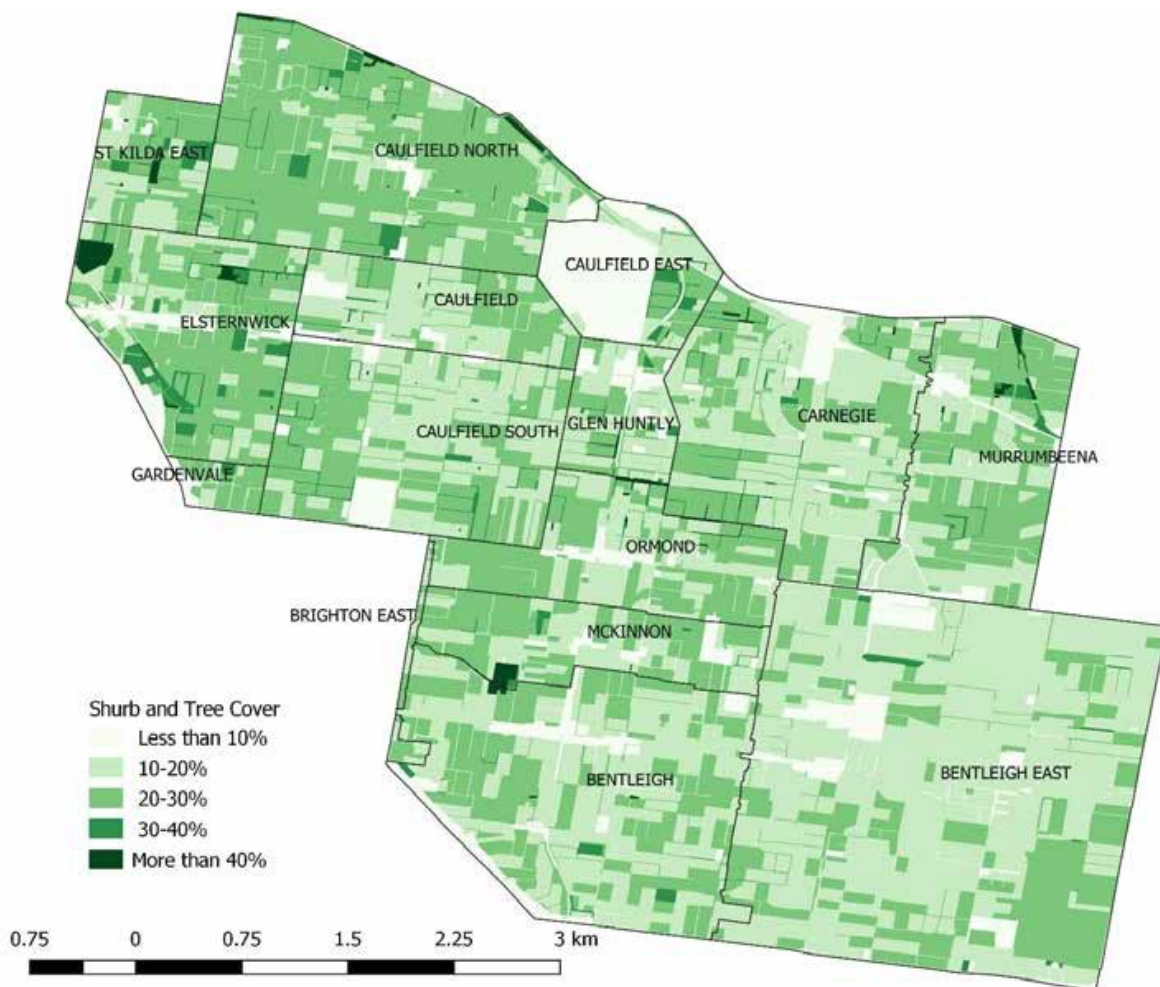 ST KILDA EAST
CAULFIELD NORTH
CAULFIELD EAST
CAULFIELD
ELSTERNWICK
CARNEGIE
CAULFIELD SOUTH
GLEN HUNTLY
MURRUMBEENA
GARDENVALE
ORMOND
BRIGHTON EAST
MCKINNON
BENTLEIGH
BENTLEIGH EAST
Shurb and Tree Cover
Less than 10%
10-20%
20-30%
30-40%
More than 40%
0.75 0 0.75 1.5 2.25 3 km